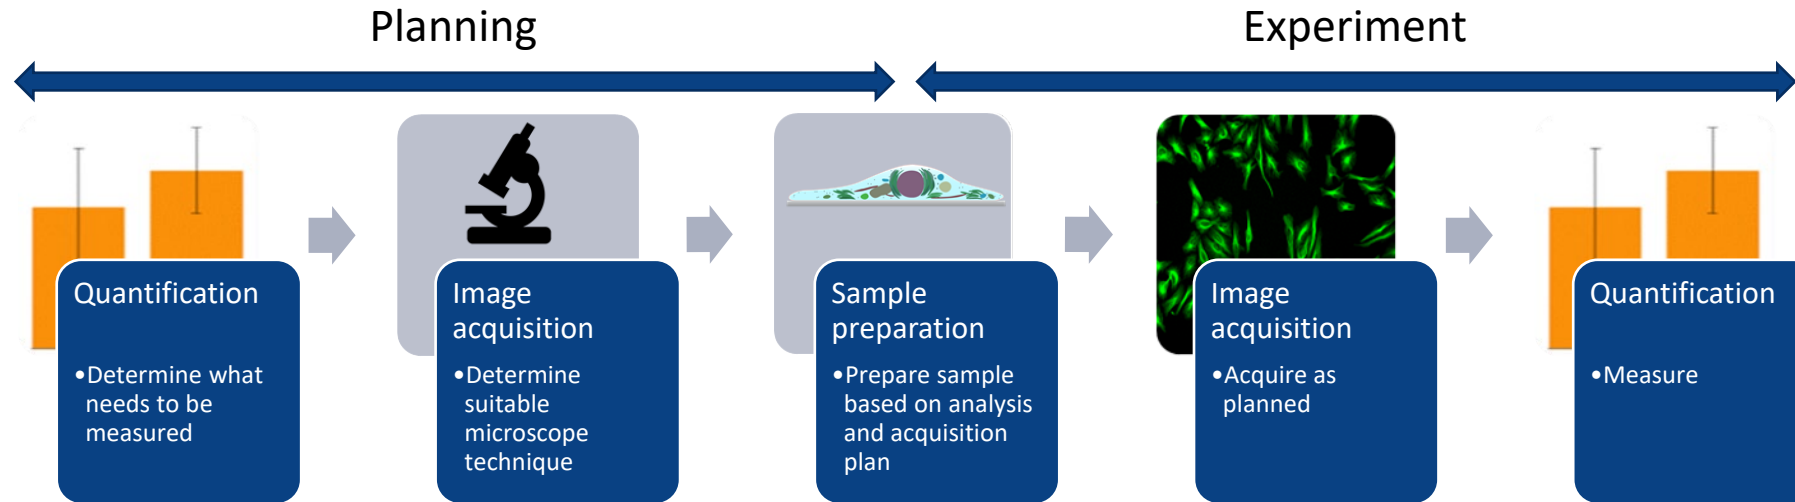 Planning
Experiment
Quantification
•Determine what
needs to be
measured
Image
acquisition
•Determine
suitable
microscope
technique
Sample
preparation
•Prepare sample
based on analysis
and acquisition
plan
Image
acquisition
•Acquire as
planned
Quantification
•Measure